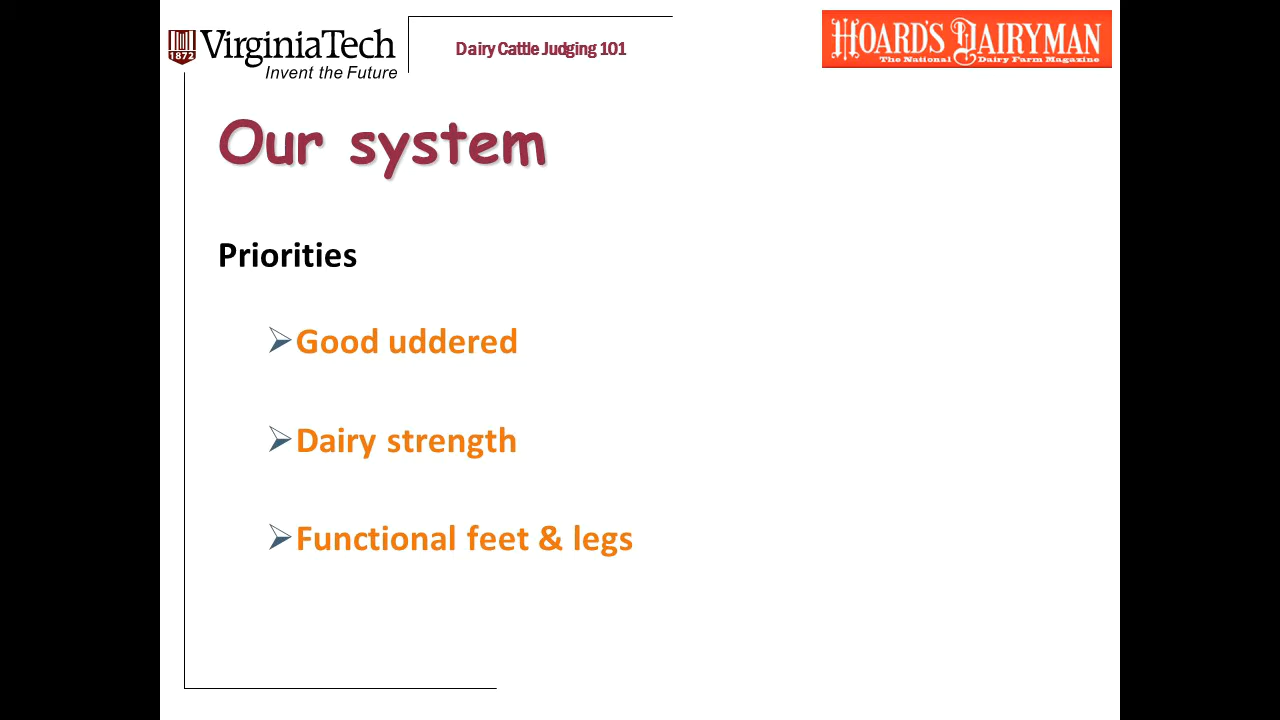 VirginiaTech
1872
Invent the Future
Dairy Cattle Judging 101
HOARD'S DAIRYMAN
The National Dairy Farm Magazine
Our system
Priorities
Good uddered
Dairy strength
Functional feet & legs